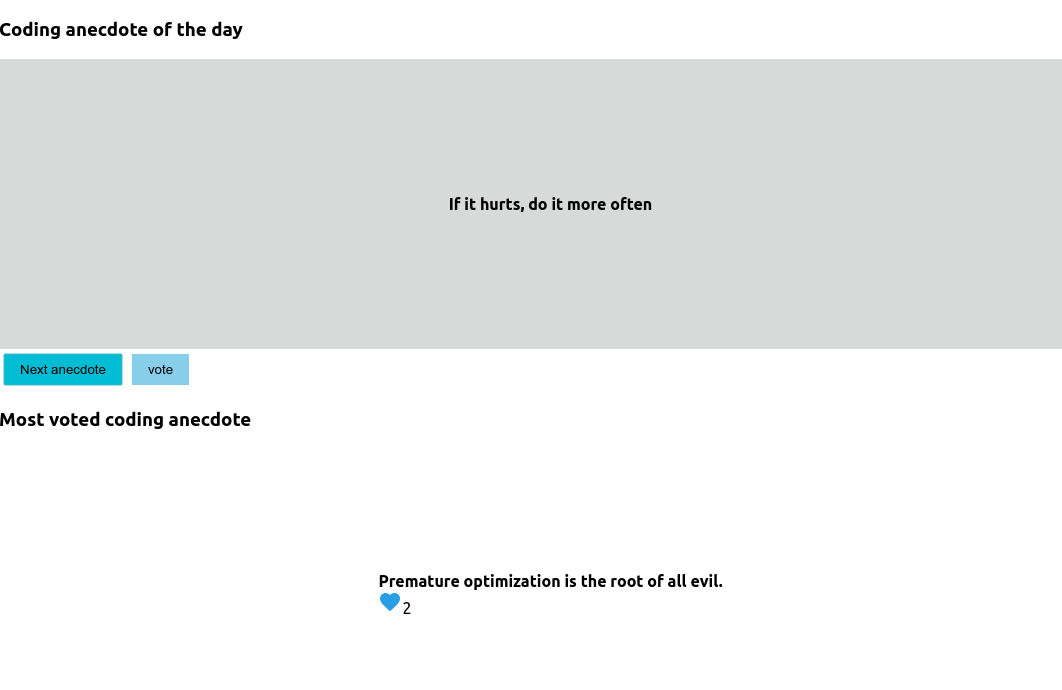 Coding anecdote of the day
If it hurts, do it more often
Next anecdote vote
Most voted coding anecdote
Premature optimization is the root of all evil.
2